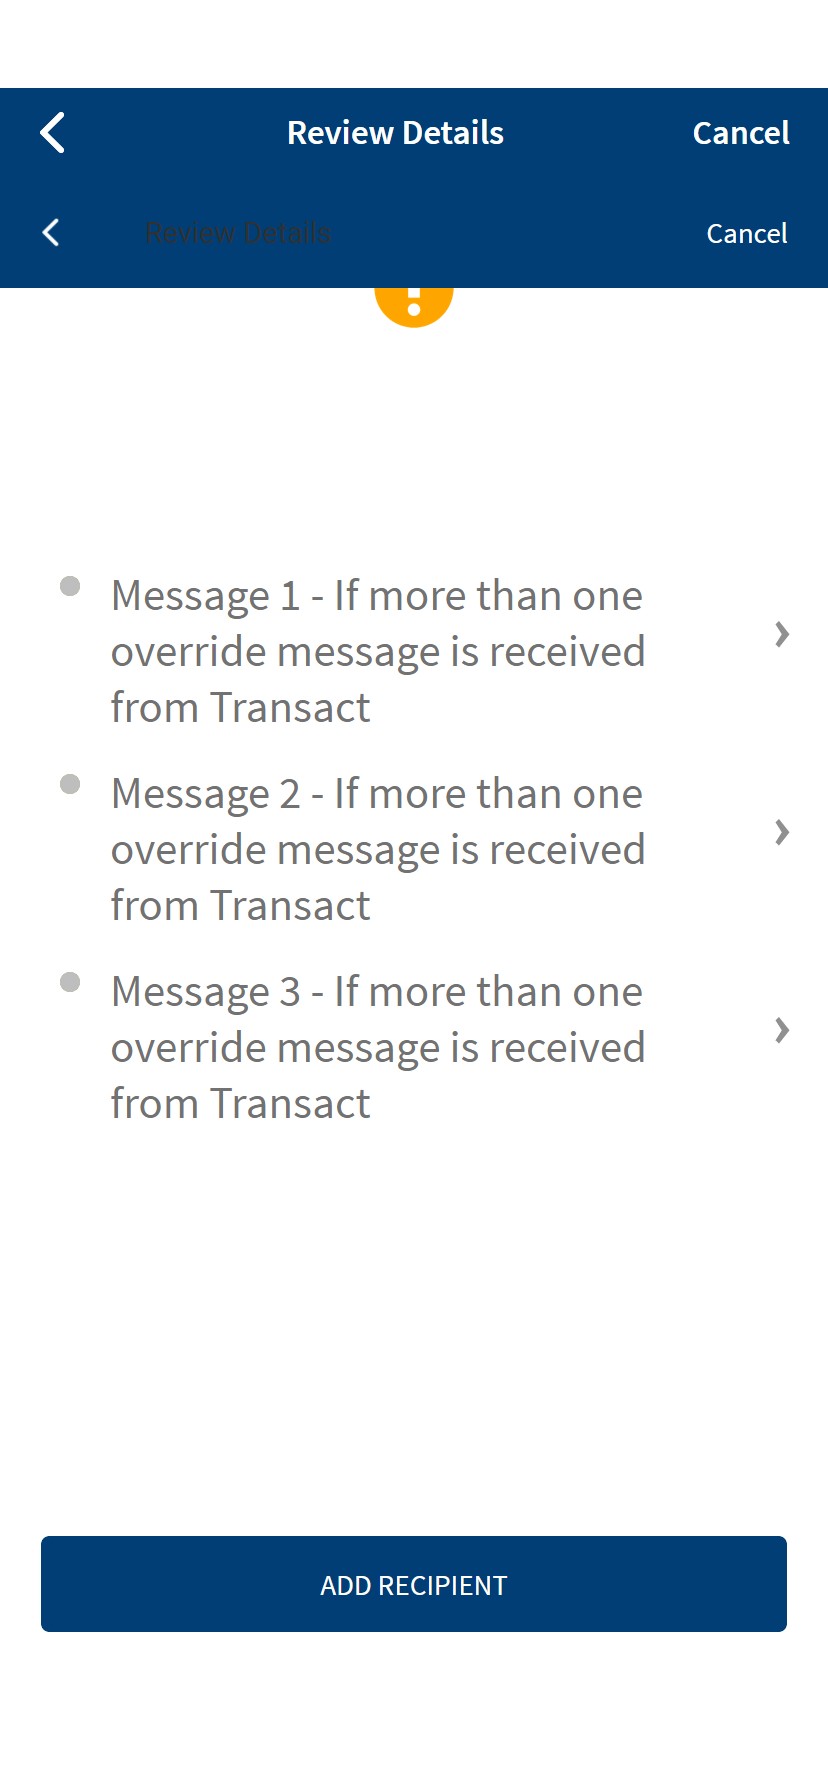 Review Details
Cancel
Review Details
Cancel
Message 1 - If more than one
override message is received
from Transact
Message 2 - If more than one
override message is received
from Transact
Message 3 - If more than one
override message is received
from Transact
ADD RECIPIENT